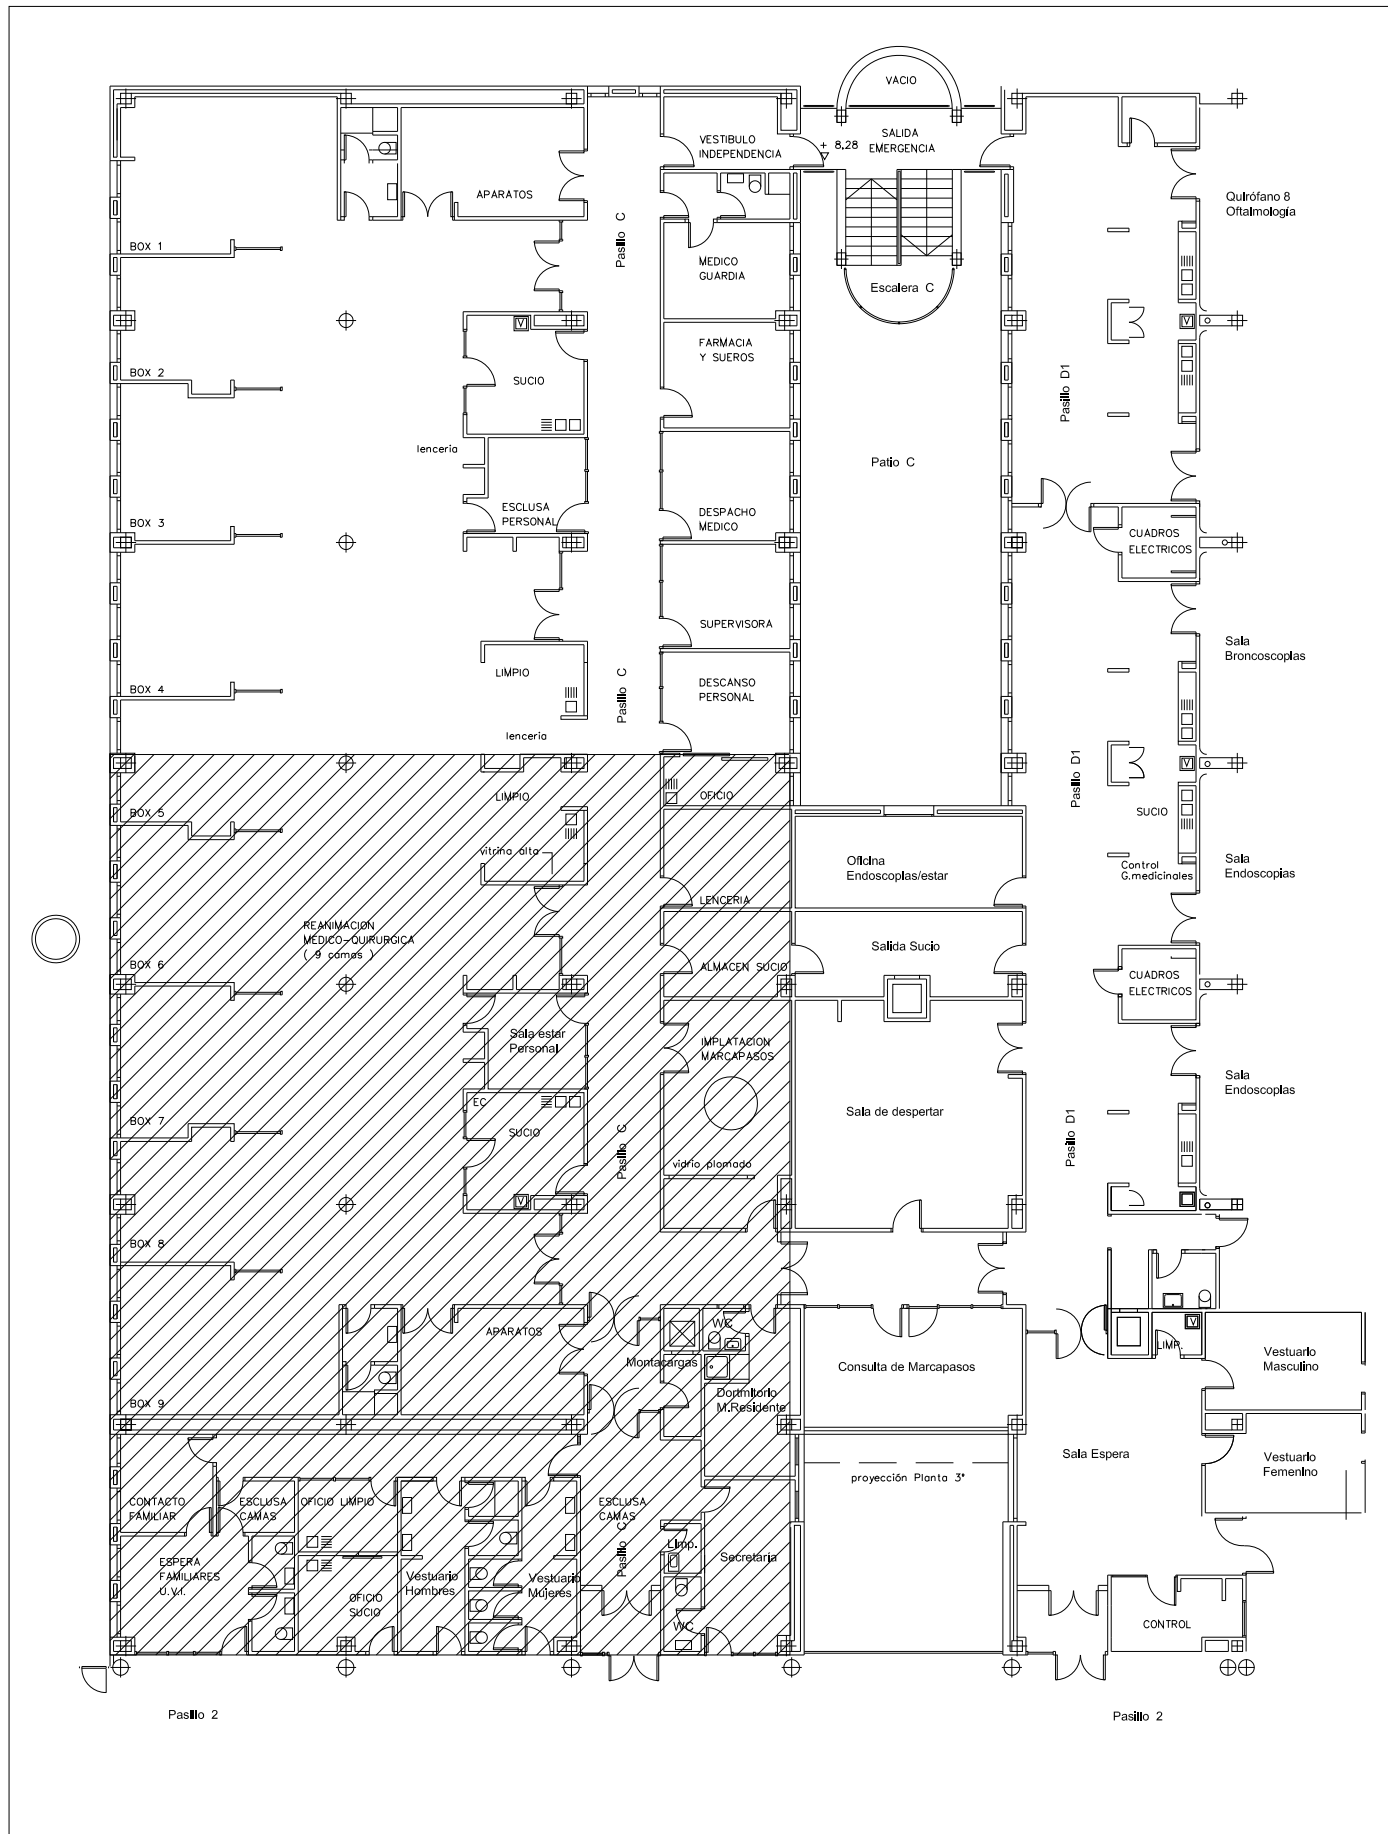 VACIO
VESTIBULO
INDEPENDENCIA
+ 8,28
SALIDA
EMERGENCIA
APARATOS
Quirófano 8
Oftalmología
Pasillo C
BOX 1
MEDICO
GUARDIA
Escalera C
FARMACIA
Y SUEROS
V
V
BOX 2
SUCIO
Pasillo D1
lenceria
Patio C
ESCLUSA
PERSONAL
BOX 3
DESPACHO
MEDICO
CUADROS
ELECTRICOS
SUPERVISORA
Sala
Broncoscopias
LIMPIO
BOX 4
DESCANSO
PERSONAL
Pasillo C
lenceria
Pasillo D1
V
LIMPIO
OFICIO
BOX 5
SUCIO
vitrina alta
Oficina
Endoscopias/estar
Control
G.medicinales
Sala
Endoscopias
LENCERIA
REANIMACION
MEDICO-QUIRURGICA
( 9 camas )
Salida Sucio
BOX 6
ALMACEN SUCIO
CUADROS
ELECTRICOS
Sala estar
Personal
IMPLATACION
MARCAPASOS
Sala
Endoscopias
EC
Sala de despertar
BOX 7
SUCIO
Pasillo C
Pasillo D1
vidrio plomado
V
BOX 8
APARATOS
WC
V
LIMP.
Montacargas
Consulta de Marcapasos
Vestuario
Masculino
BOX 9
Dormitorio
M.Residente
Sala Espera
Vestuario
Femenino
proyección Planta 3ª
CONTACTO
FAMILIAR
ESCLUSA
CAMAS
OFICIO LIMPIO
ESCLUSA
CAMAS
Pasillo C
Limp.
ESPERA
FAMILIARES
U.V.I.
OFICIO
SUCIO
Vestuario
Hombres
Vestuario
Mujeres
Secretaria
WC
CONTROL
Pasillo 2
Pasillo 2